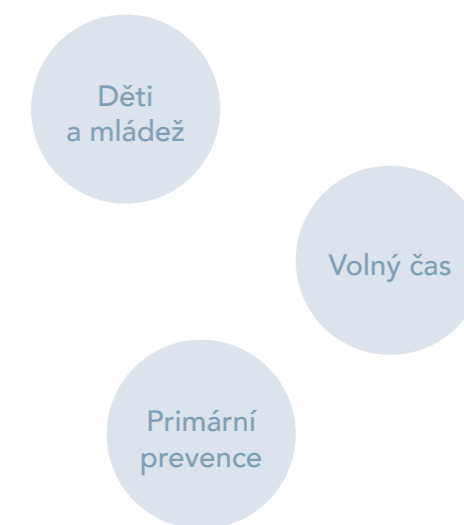 Děti
a mládež
Volný čas
Primární
prevence